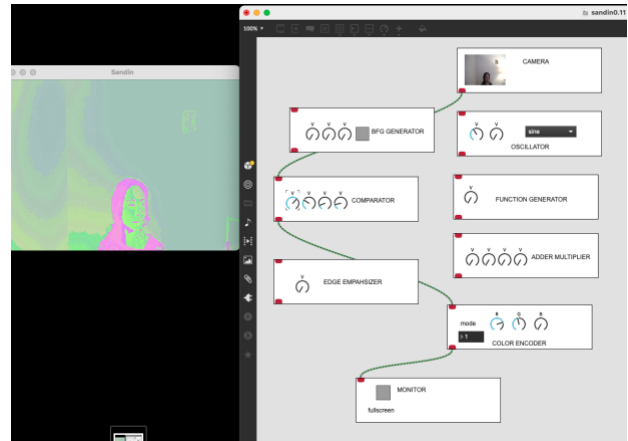 sandin0.11
100%
Sandin
CAMERA
V V V
BFG GENERATOR
V V
sine
OSCILLATOR
V V V V
COMPARATOR
V
FUNCTION GENERATOR
V V V V
ADDER MULTIPLIER
V
EDGE EMPAHSIZER
mode
R G B
1
COLOR ENCODER
MONITOR
fullscreen